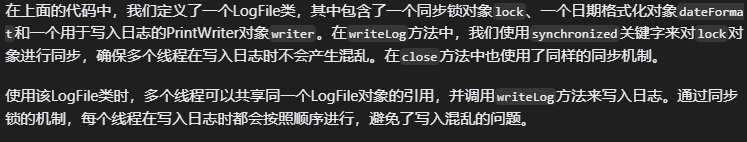 在上面的代码中，我们定义了一个LogFile类，其中包含了一个同步锁对象lock、一个日期格式化对象dateForma
t和一个用于写入日志的PrintWriter对象writer。在writeLog方法中，我们使用synchronized关键字来对lock对
象进行同步，确保多个线程在写入日志时不会产生混乱。在close方法中也使用了同样的同步机制。
使用该LogFile类时，多个线程可以共享同一个LogFile对象的引用，并调用writeLog方法来写入日志。通过同步
锁的机制，每个线程在写入日志时都会按照顺序进行，避免了写入混乱的问题。